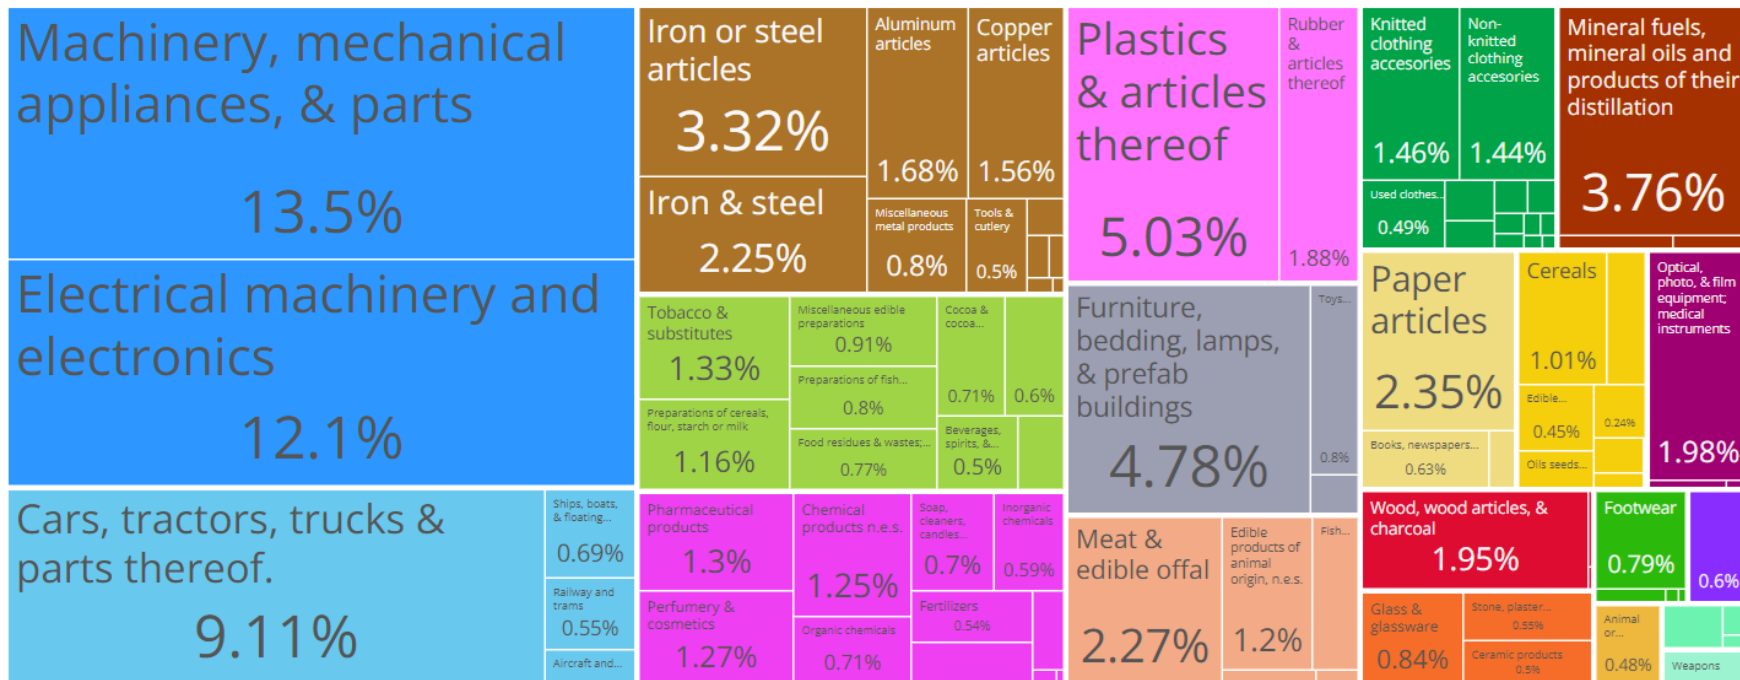 Machinery, mechanical
appliances, & parts
13.5%
Electrical machinery and
electronics
12.1%
Cars, tractors, trucks &
parts thereof.
9.11%
Ships, boats,
& floating...
0.69%
Railway and
trams
0.55%
Aircraft and...
Iron or steel
articles
3.32%
Iron & steel
2.25%
Aluminum
articles
1.68%
Copper
articles
1.56%
Miscellaneous
metal products
0.8%
Tools &
cutlery
0.5%
Tobacco &
substitutes
1.33%
Preparations of cereals,
flour, starch or milk
1.16%
Miscellaneous edible
preparations
0.91%
Preparations of fish...
0.8%
Food residues & wastes;...
0.77%
Cocoa &
cocoa...
0.71%
0.6%
Beverages,
spirits, &...
0.5%
Pharmaceutical
products
1.3%
Perfumery &
cosmetics
1.27%
Chemical
products n.e.s.
1.25%
Organic chemicals
0.71%
Soap,
cleaners,
candles...
0.7%
Inorganic
chemicals
0.59%
Fertilizers
0.54%
Plastics
& articles
thereof
5.03%
Rubber
&
articles
thereof
1.88%
Furniture,
bedding, lamps,
& prefab
buildings
4.78%
Toys...
0.8%
Meat &
edible offal
2.27%
Edible
products of
animal
origin, n.e.s.
1.2%
Fish...
Knitted
clothing
accesories
1.46%
Non-
knitted
clothing
accesories
1.44%
Used clothes...
0.49%
Mineral fuels,
mineral oils and
products of their
distillation
3.76%
Paper
articles
2.35%
Books, newspapers...
0.63%
Cereals
1.01%
Edible...
0.45%
0.24%
Oils seeds...
Optical,
photo, & film
equipment;
medical
instruments
1.98%
Wood, wood articles, &
charcoal
1.95%
Footwear
0.79%
0.6%
Glass &
glassware
0.84%
Stone, plaster...
0.55%
Ceramic products
0.5%
Animal
or...
0.48%
Weapons